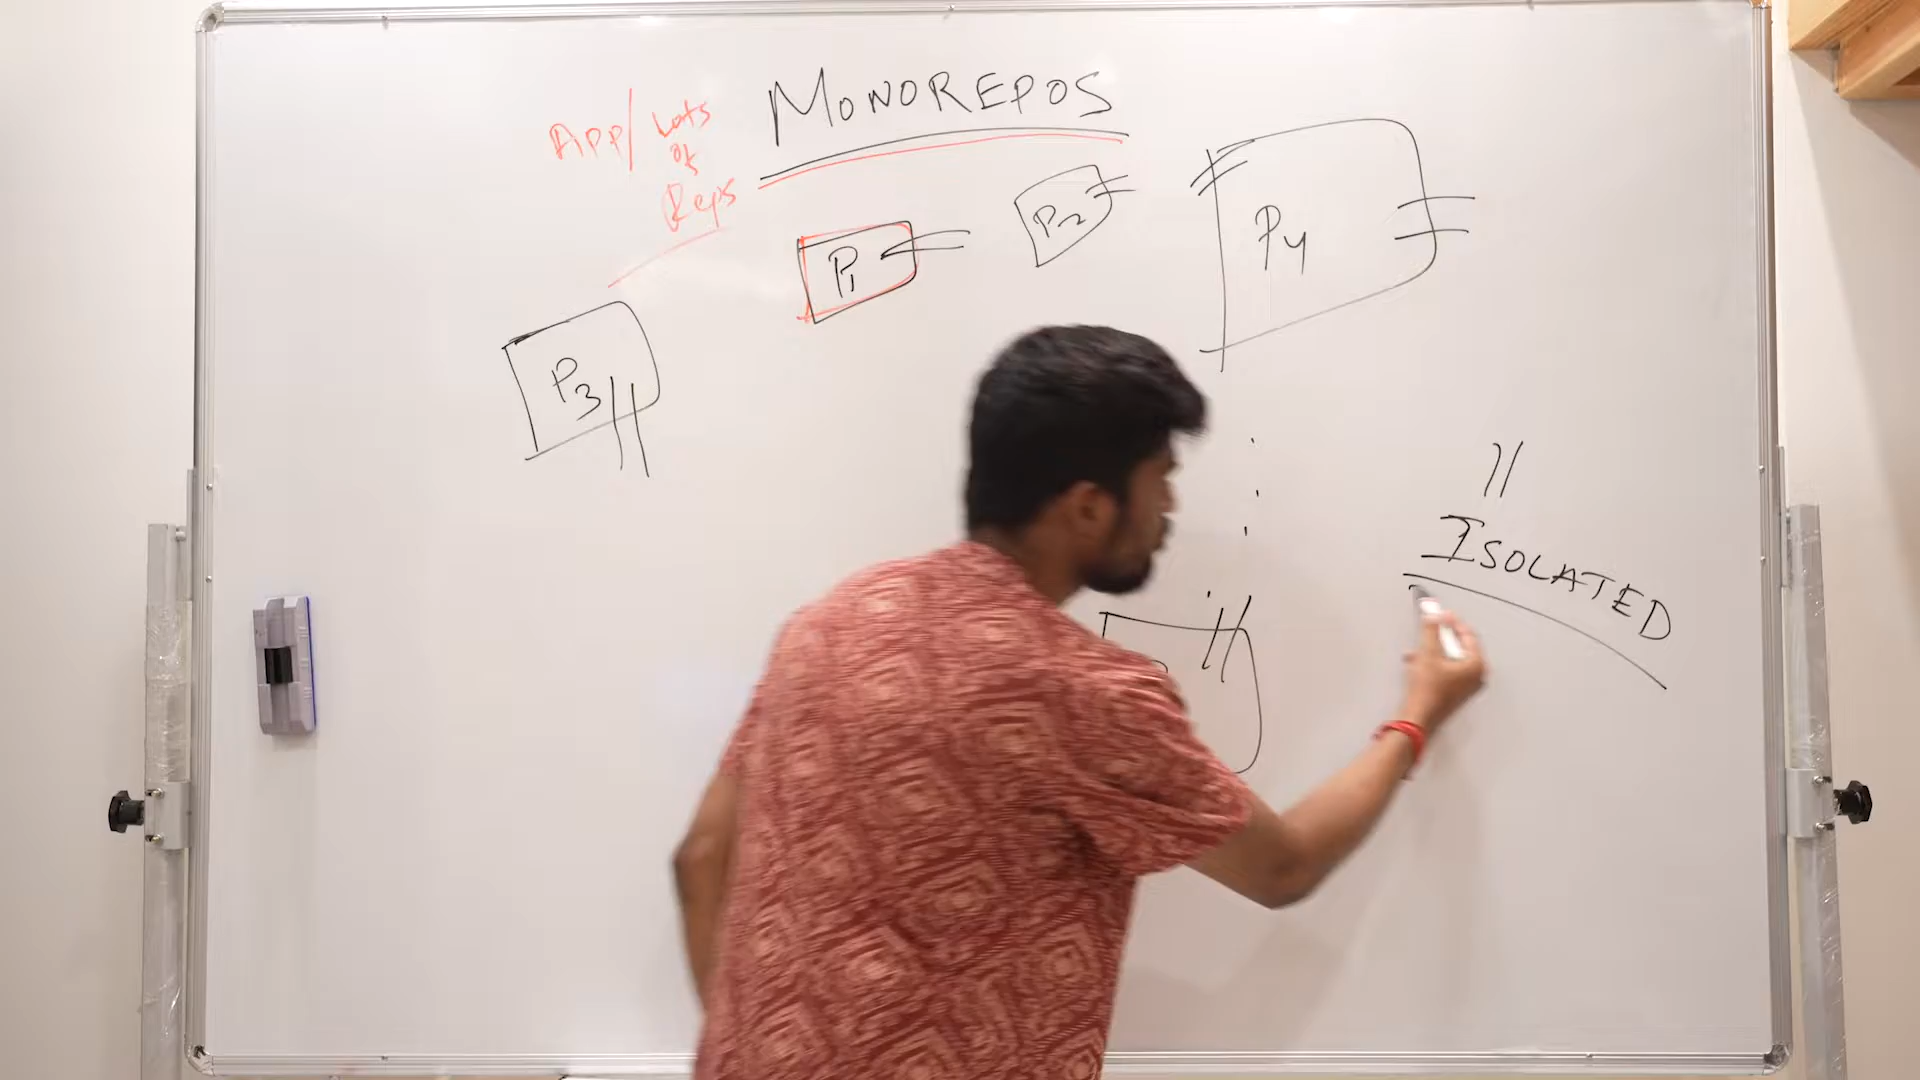 MONOREPOS
App/ Lots
of
Reps
P1
P2
P4
P3
ISOLATED